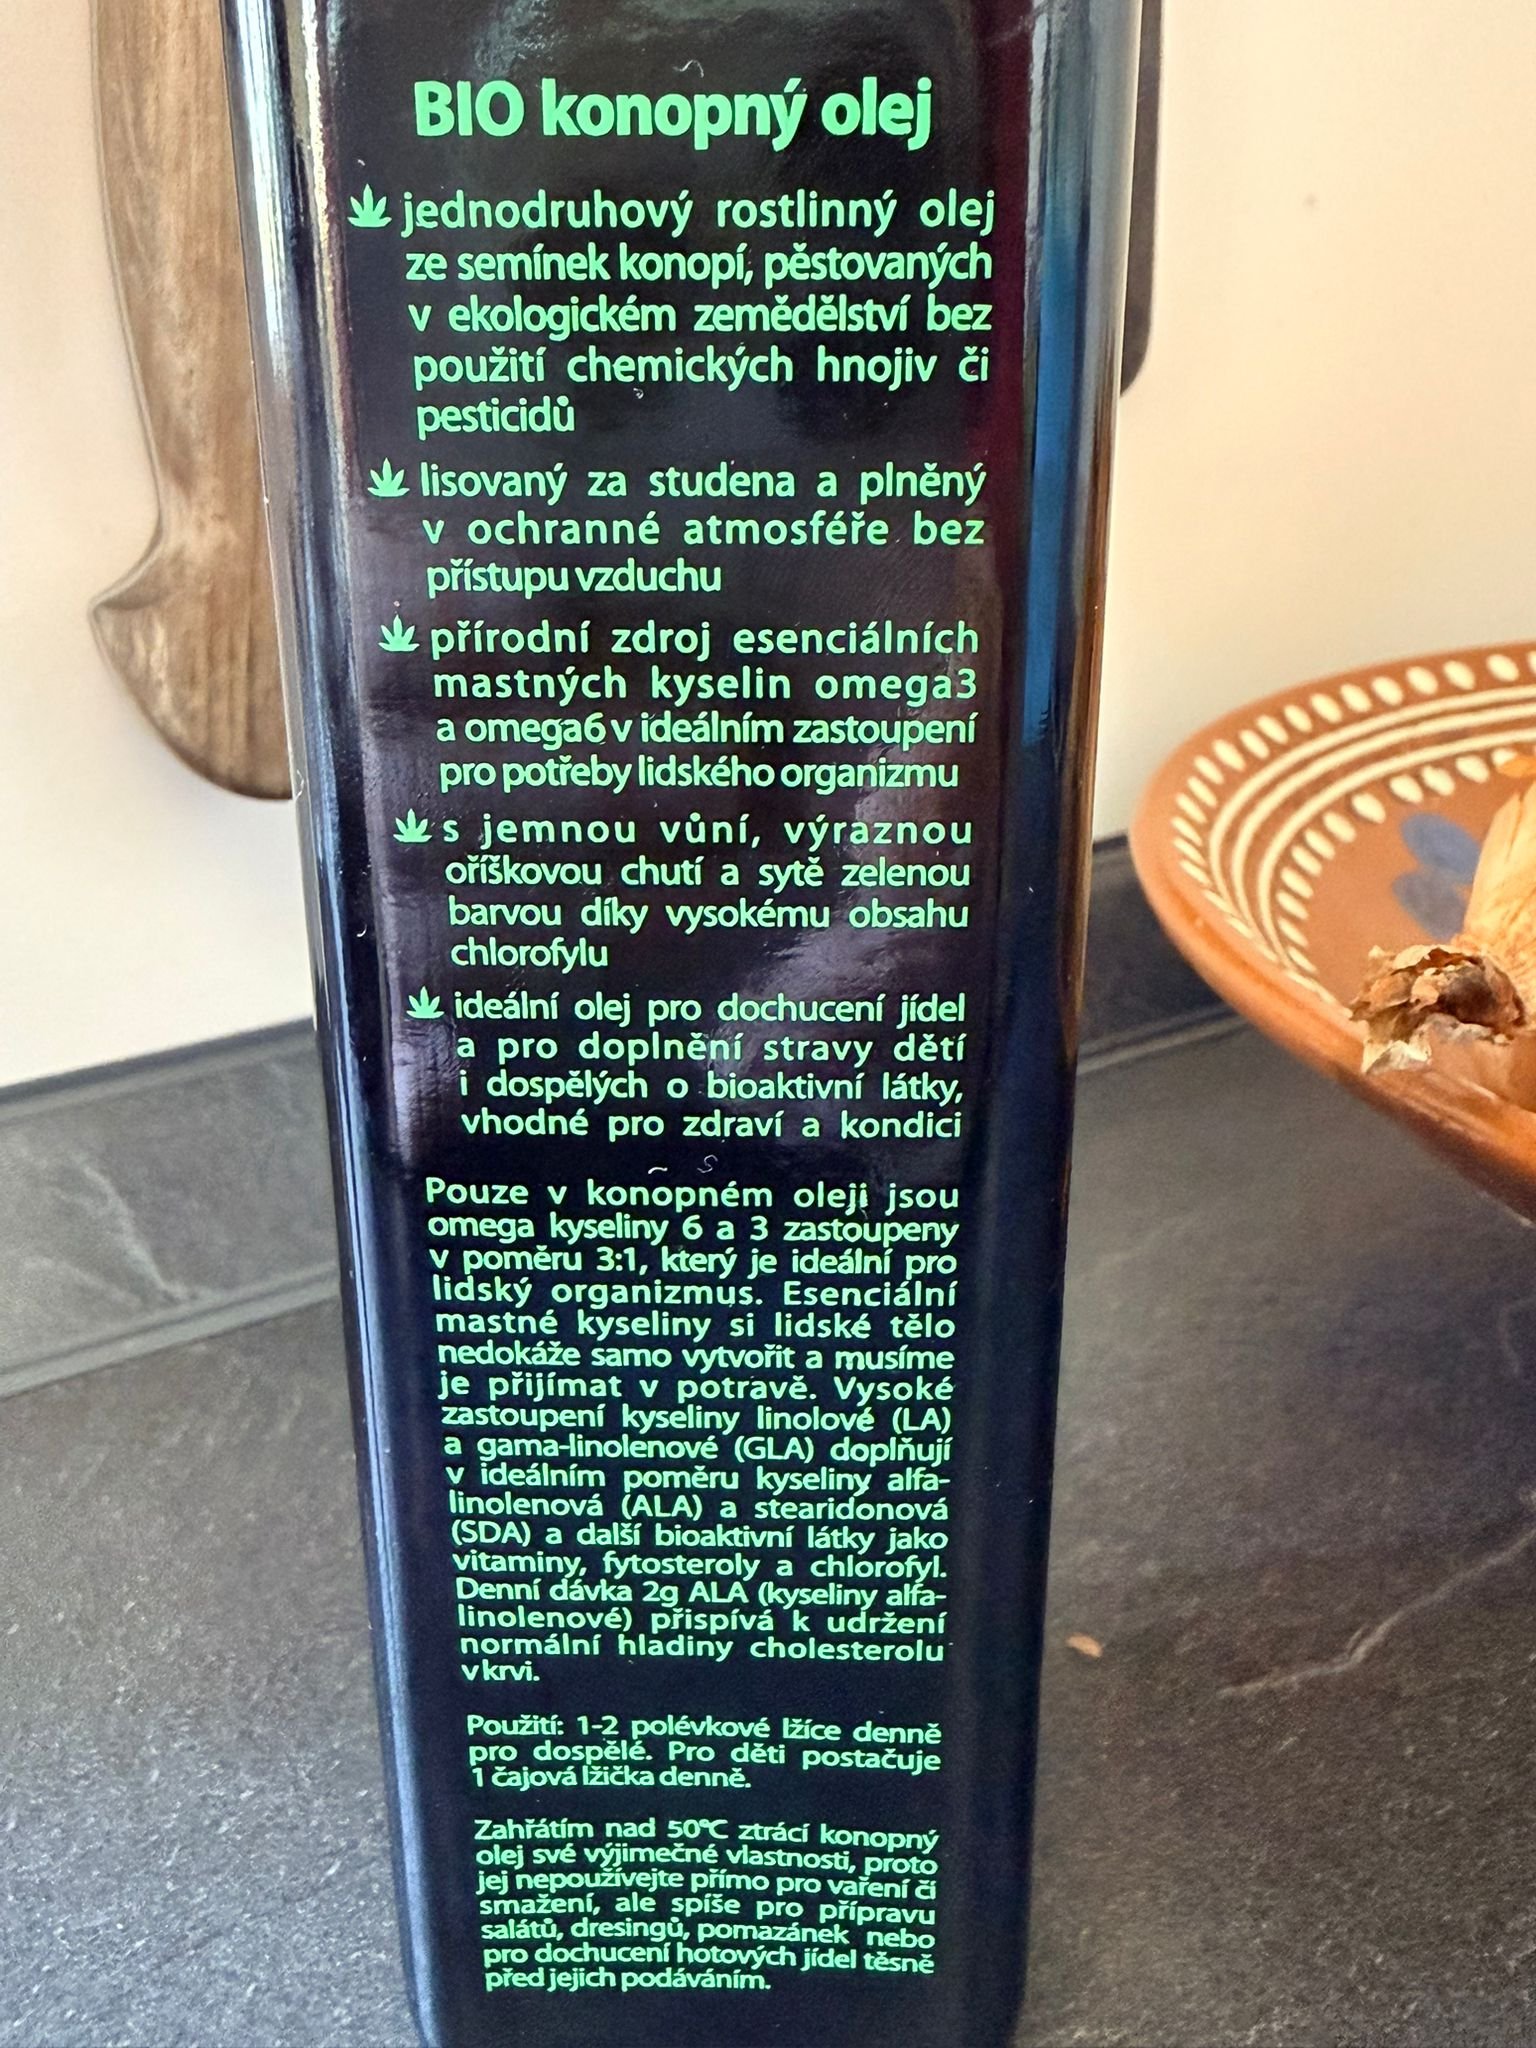 BIO konopný olej
jednodruhový rostlinný olej
ze semínek konopí, pěstovaných
v ekologickém zemědělství bez
použití chemických hnojiv či
pesticidů
lisovaný za studena a plněný
v ochranné atmosféře bez
přístupu vzduchu
přírodní zdroj esenciálních
mastných kyselin omega3
a omega6 v ideálním zastoupení
pro potřeby lidského organizmu
s jemnou vůní, výraznou
oříškovou chutí a sytě zelenou
barvou díky vysokému obsahu
chlorofylu
ideální olej pro dochucení jídel
a pro doplnění stravy dětí
i dospělých o bioaktivní látky,
vhodné pro zdraví a kondici
Pouze v konopném oleji jsou
omega kyseliny 6 a 3 zastoupeny
v poměru 3:1, který je ideální pro
lidský organizmus. Esenciální
mastné kyseliny si lidské tělo
nedokáže samo vytvořit a musíme
je přijímat v potravě. Vysoké
zastoupení kyseliny linolové (LA)
a gama-linolenové (GLA) doplňují
v ideálním poměru kyseliny alfa-
linolenová (ALA) a stearidonová
(SDA) a další bioaktivní látky jako
vitaminy, fytosteroly a chlorofyl.
Denní dávka 2g ALA (kyseliny alfa-
linolenové) přispívá k udržení
normální hladiny cholesterolu
v krvi.
Použití: 1-2 polévkové lžíce denně
pro dospělé. Pro děti postačuje
1 čajová lžička denně.
Zahřátím nad 50°C ztrácí konopný
olej své výjimečné vlastnosti, proto
jej nepoužívejte přímo pro vaření či
smažení, ale spíše pro přípravu
salátů, dresingů, pomazánek nebo
pro dochucení hotových jídel těsně
před jejich podáváním.